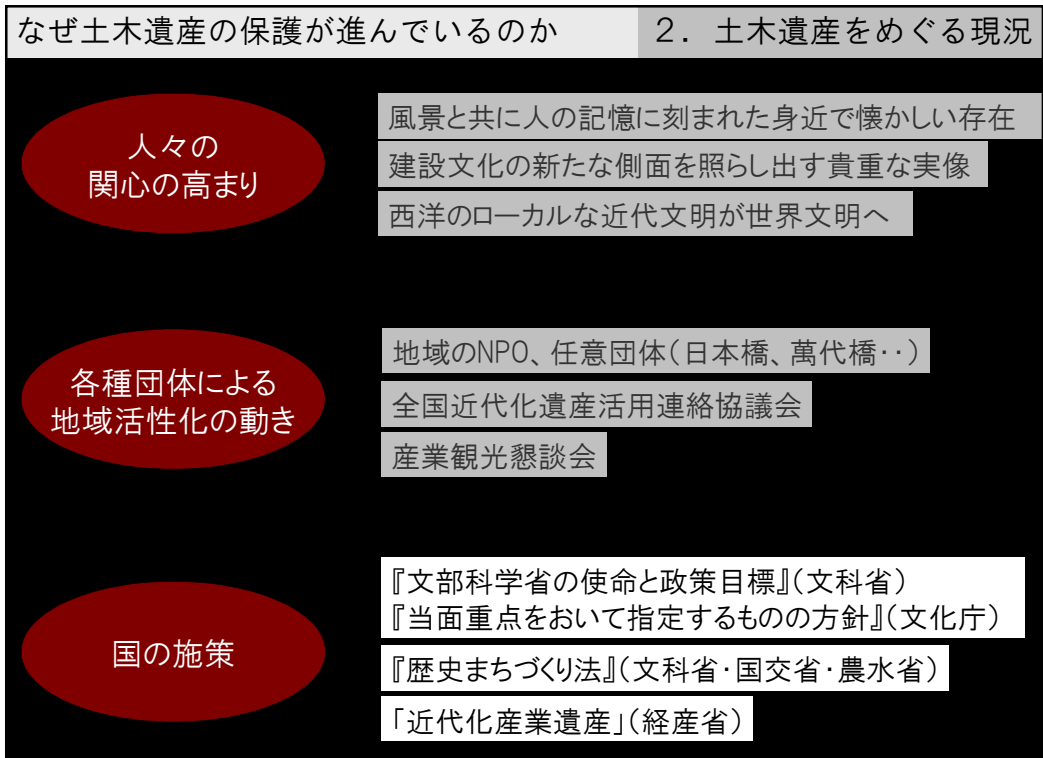 なぜ土木遺産の保護が進んでいるのか
2．土木遺産をめぐる現況
人々の
関心の高まり
風景と共に人の記憶に刻まれた身近で懐かしい存在
建設文化の新たな側面を照らし出す貴重な実像
西洋のローカルな近代文明が世界文明へ
各種団体による
地域活性化の動き
地域のNPO、任意団体（日本橋、萬代橋‥）
全国近代化遺産活用連絡協議会
産業観光懇談会
国の施策
『文部科学省の使命と政策目標』（文科省）
『当面重点をおいて指定するものの方針』（文化庁）
『歴史まちづくり法』（文科省・国交省・農水省）
「近代化産業遺産」（経産省）